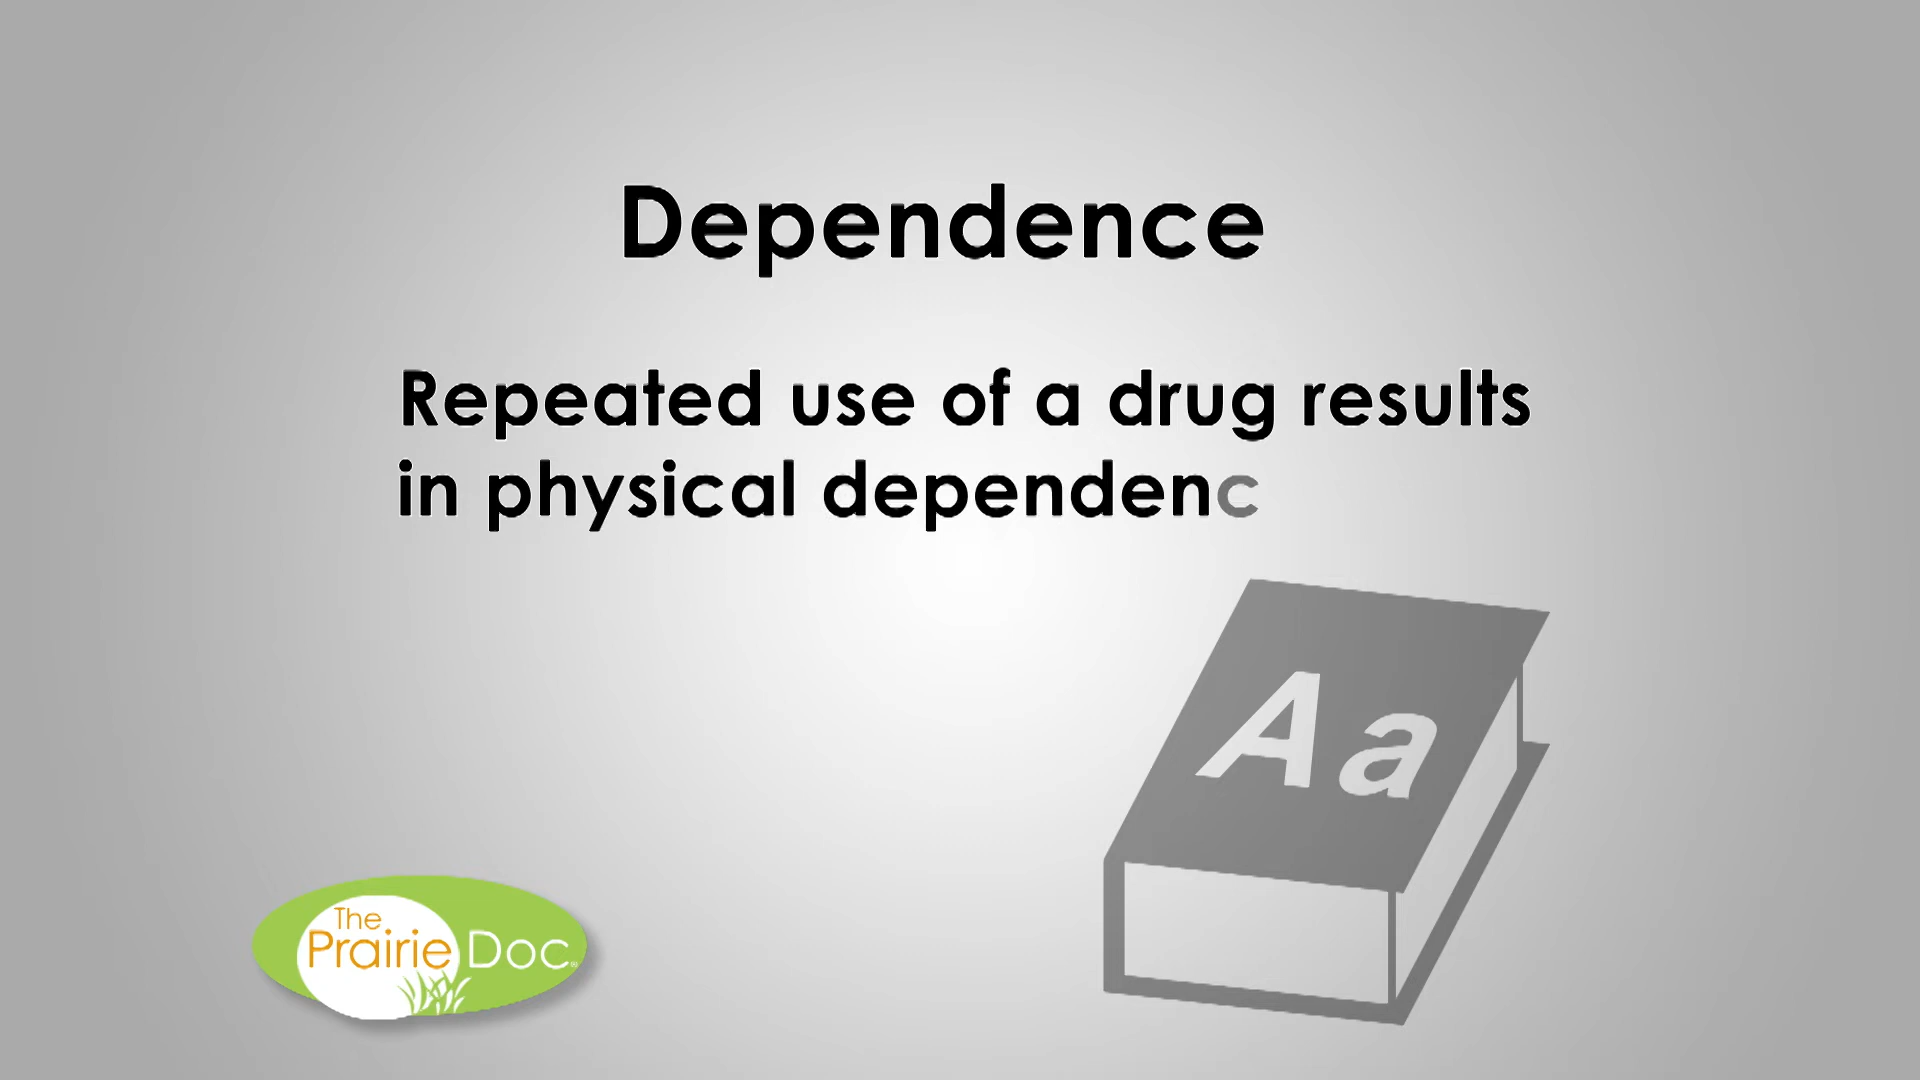 Dependence
Repeated use of a drug results
in physical dependenc
Aa
The
Prairie Doc®